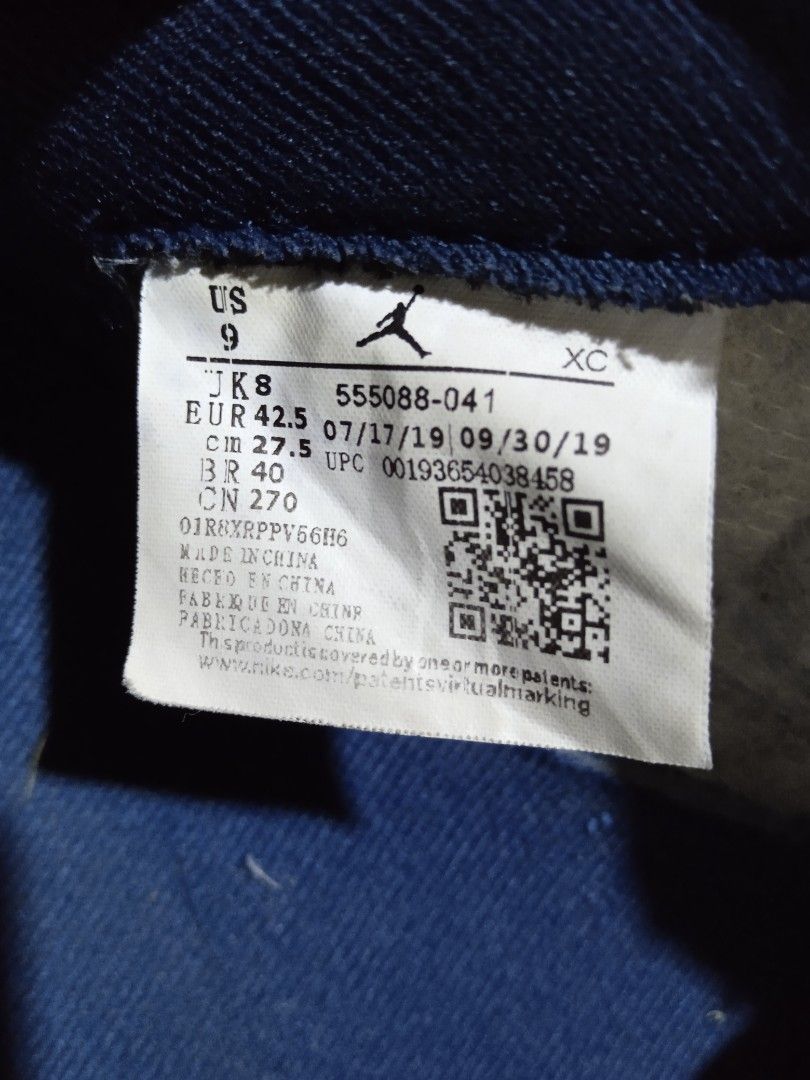 US
9
XC
UK 8
555088-041
EUR 42.5
07/17/19 09/30/19
cm 27.5
UPC 00193654038458
BR 40
CN 270
01R8XRPPV56H6
MADE IN CHINA
HECHO EN CHINA
FABRIQUE EN CHINE
FABRICADO NA CHINA
This product is covered by one or more patents:
www.nike.com/patentsvirtualmarking